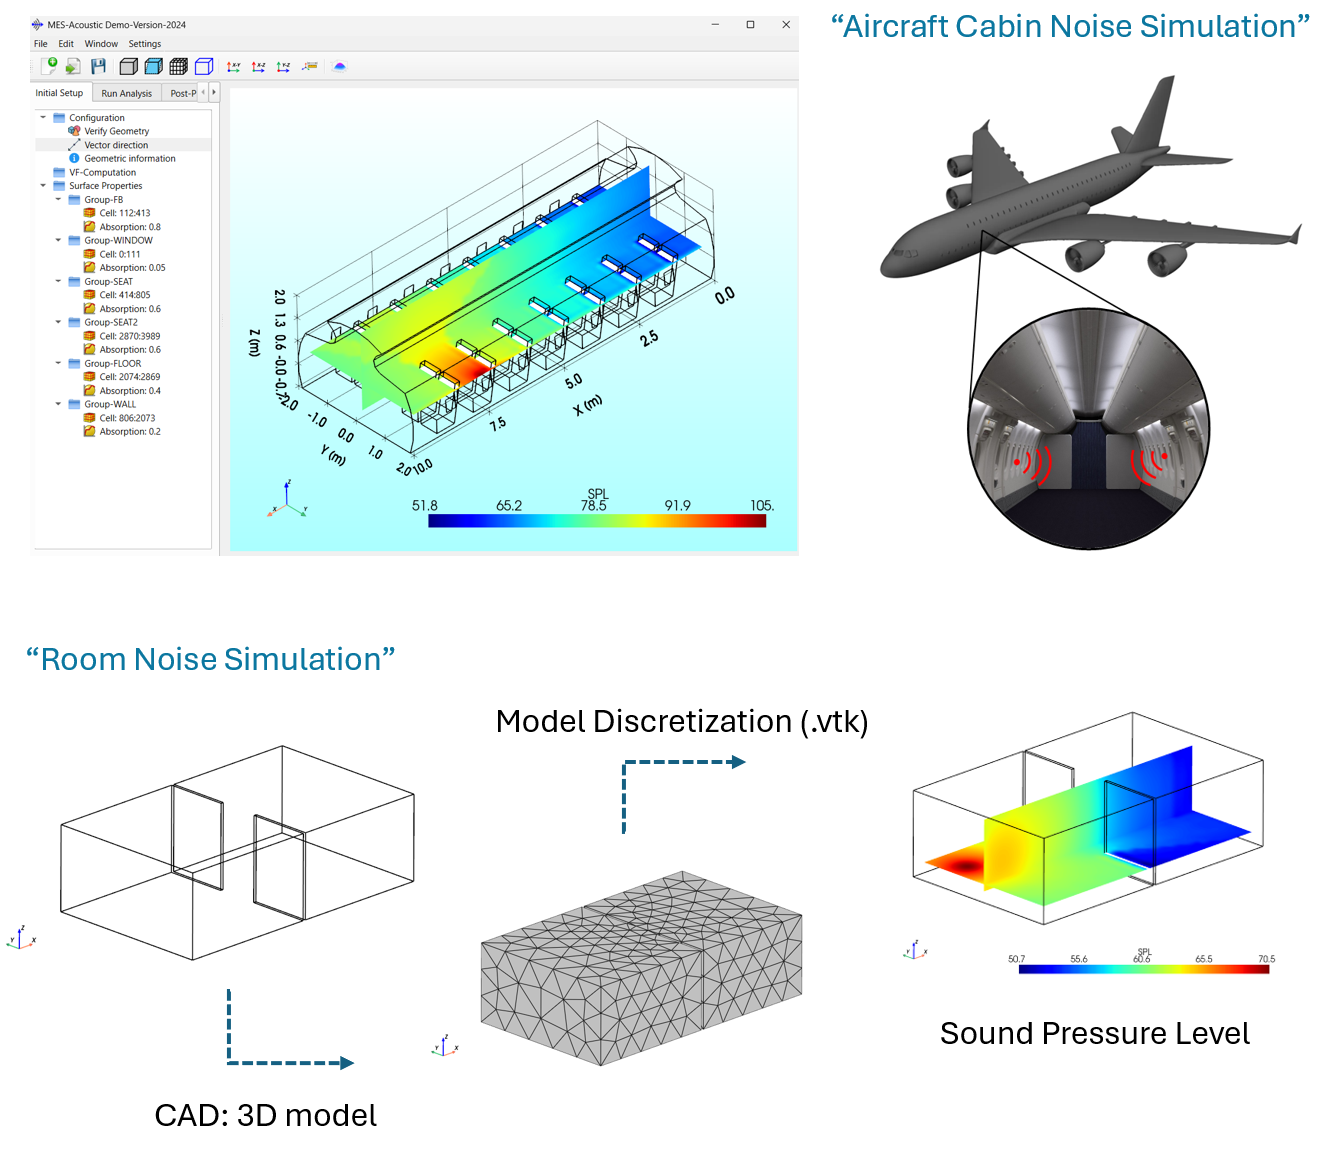 MES-Acoustic Demo-Version-2024
File Edit Window Settings
X-Y X-Z Y-Z
Initial Setup Run Analysis Post-P
Configuration
Verify Geometry
Vector direction
Geometric information
VF-Computation
Surface Properties
Group-FB
Cell: 112:413
Absorption: 0.8
Group-WINDOW
Cell: 0:111
Absorption: 0.05
Group-SEAT
Cell: 414:805
Absorption: 0.6
Group-SEAT2
Cell: 2870:3989
Absorption: 0.6
Group-FLOOR
Cell: 2074:2869
Absorption: 0.4
Group-WALL
Cell: 806:2073
Absorption: 0.2
2.0
1.3
0.6
-0.0
Z (m)
-2.0
-1.0
0.0
1.0
2.0
Y (m)
10.0
7.5
5.0
2.5
0.0
X (m)
Z
X
Y
SPL
51.8 65.2 78.5 91.9 105.
“Aircraft Cabin Noise Simulation”
“Room Noise Simulation”
Model Discretization (.vtk)
Z
Y
X
CAD: 3D model
Z
Y
X
Z
Y
X
SPL
50.7 55.6 60.6 65.5 70.5
Sound Pressure Level